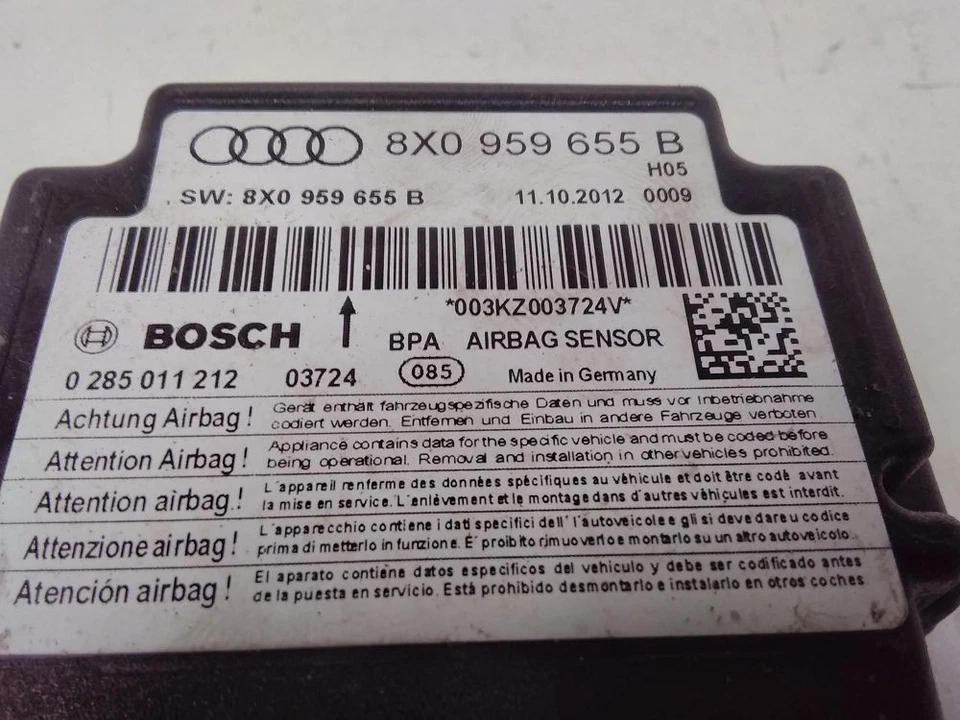 8X0 959 655 B
H05
SW: 8X0 959 655 B 11.10.2012 0009
*003KZ003724V*
BOSCH BPA AIRBAG SENSOR
0 285 011 212 03724 085 Made in Germany
Achtung Airbag! Gerät enthält fahrzeugspezifische Daten und muss vor Inbetriebnahme
codiert werden. Entfernen und Einbau in andere Fahrzeuge verboten.
Attention Airbag! Appliance contains data for the specific vehicle and must be coded before
being operational. Removal and installation in other vehicles prohibited.
Attention airbag! L'appareil renferme des données spécifiques au véhicule et doit être codé avant
la mise en service. L'enlèvement et le montage dans d'autres véhicules est interdit.
Attenzione airbag! L'apparecchio contiene i dati specifici dell'l'autoveicolo e gli si deve dare u codice
prima di metterlo in funzione. É proibito rimuoverlo e montarlo su un altro autoveicolo.
Atención airbag! El aparato contiene datos especificos del vehiculo y debe ser codificado antes
de la puesta en servicio. Está prohibido desmontarlo e instalarlo en otros coches